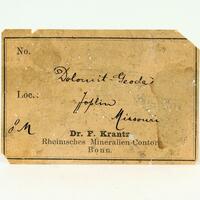 No.
Dolomit-Geode
Loc.:
Joplin
Missouri
Dr. F. Krantz
Rheinisches Mineralien-Contor
Bonn.